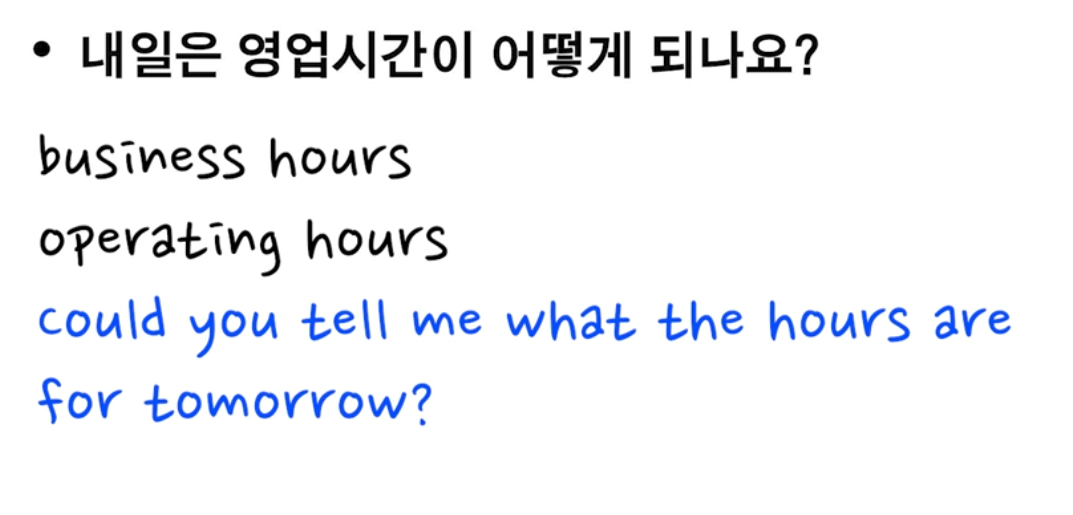 • 내일은 영업시간이 어떻게 되나요?
business hours
operating hours
could you tell me what the hours are
for tomorrow?